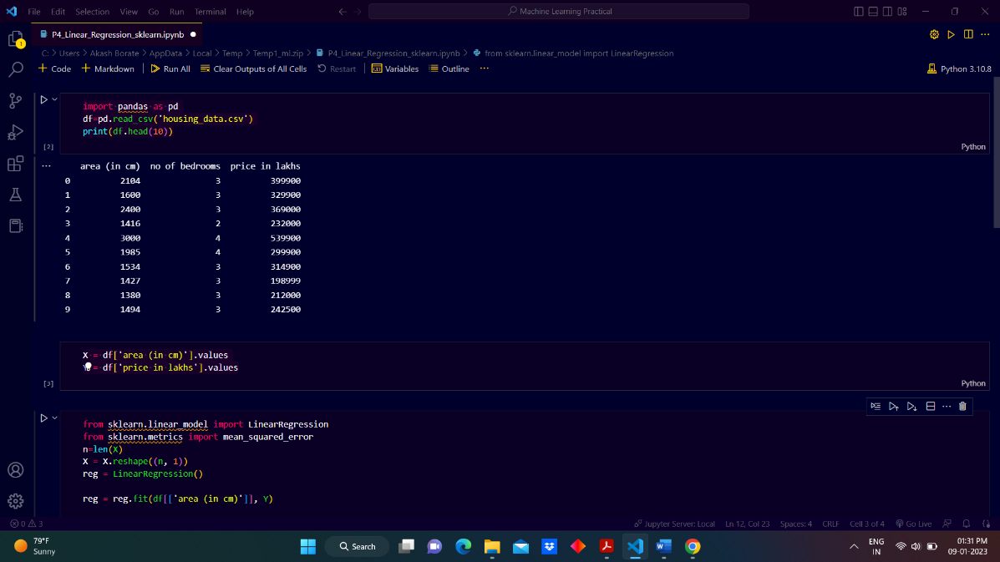 File Edit Selection View Go Run Terminal Help
Machine Learning Practical
P4_Linear_Regression_sklearn.ipynb
C: > Users > Akash Borate > AppData > Local > Temp > Temp1_ml.zip > P4_Linear_Regression_sklearn.ipynb > from sklearn.linear_model import LinearRegression
+ Code + Markdown Run All Clear Outputs of All Cells Restart Variables Outline ...
Python 3.10.8
1
import pandas as pd
df=pd.read_csv('housing_data.csv')
print(df.head(10))
[2]
Python
area (in cm) no of bedrooms price in lakhs
0 2104 3 399900
1 1600 3 329900
2 2400 3 369000
3 1416 2 232000
4 3000 4 539900
5 1985 4 299900
6 1534 3 314900
7 1427 3 198999
8 1380 3 212000
9 1494 3 242500
X = df['area (in cm)'].values
= df['price in lakhs'].values
[3]
Python
from sklearn.linear_model import LinearRegression
from sklearn.metrics import mean_squared_error
n=len(X)
X = X.reshape((n, 1))
reg = LinearRegression()
reg = reg.fit(df[['area (in cm)']], Y)
0 3
Jupyter Server: Local Ln 12, Col 23 Spaces: 4 CRLF Cell 3 of 4 Go Live
79°F
Sunny
Search
ENG
IN
01:31 PM
09-01-2023